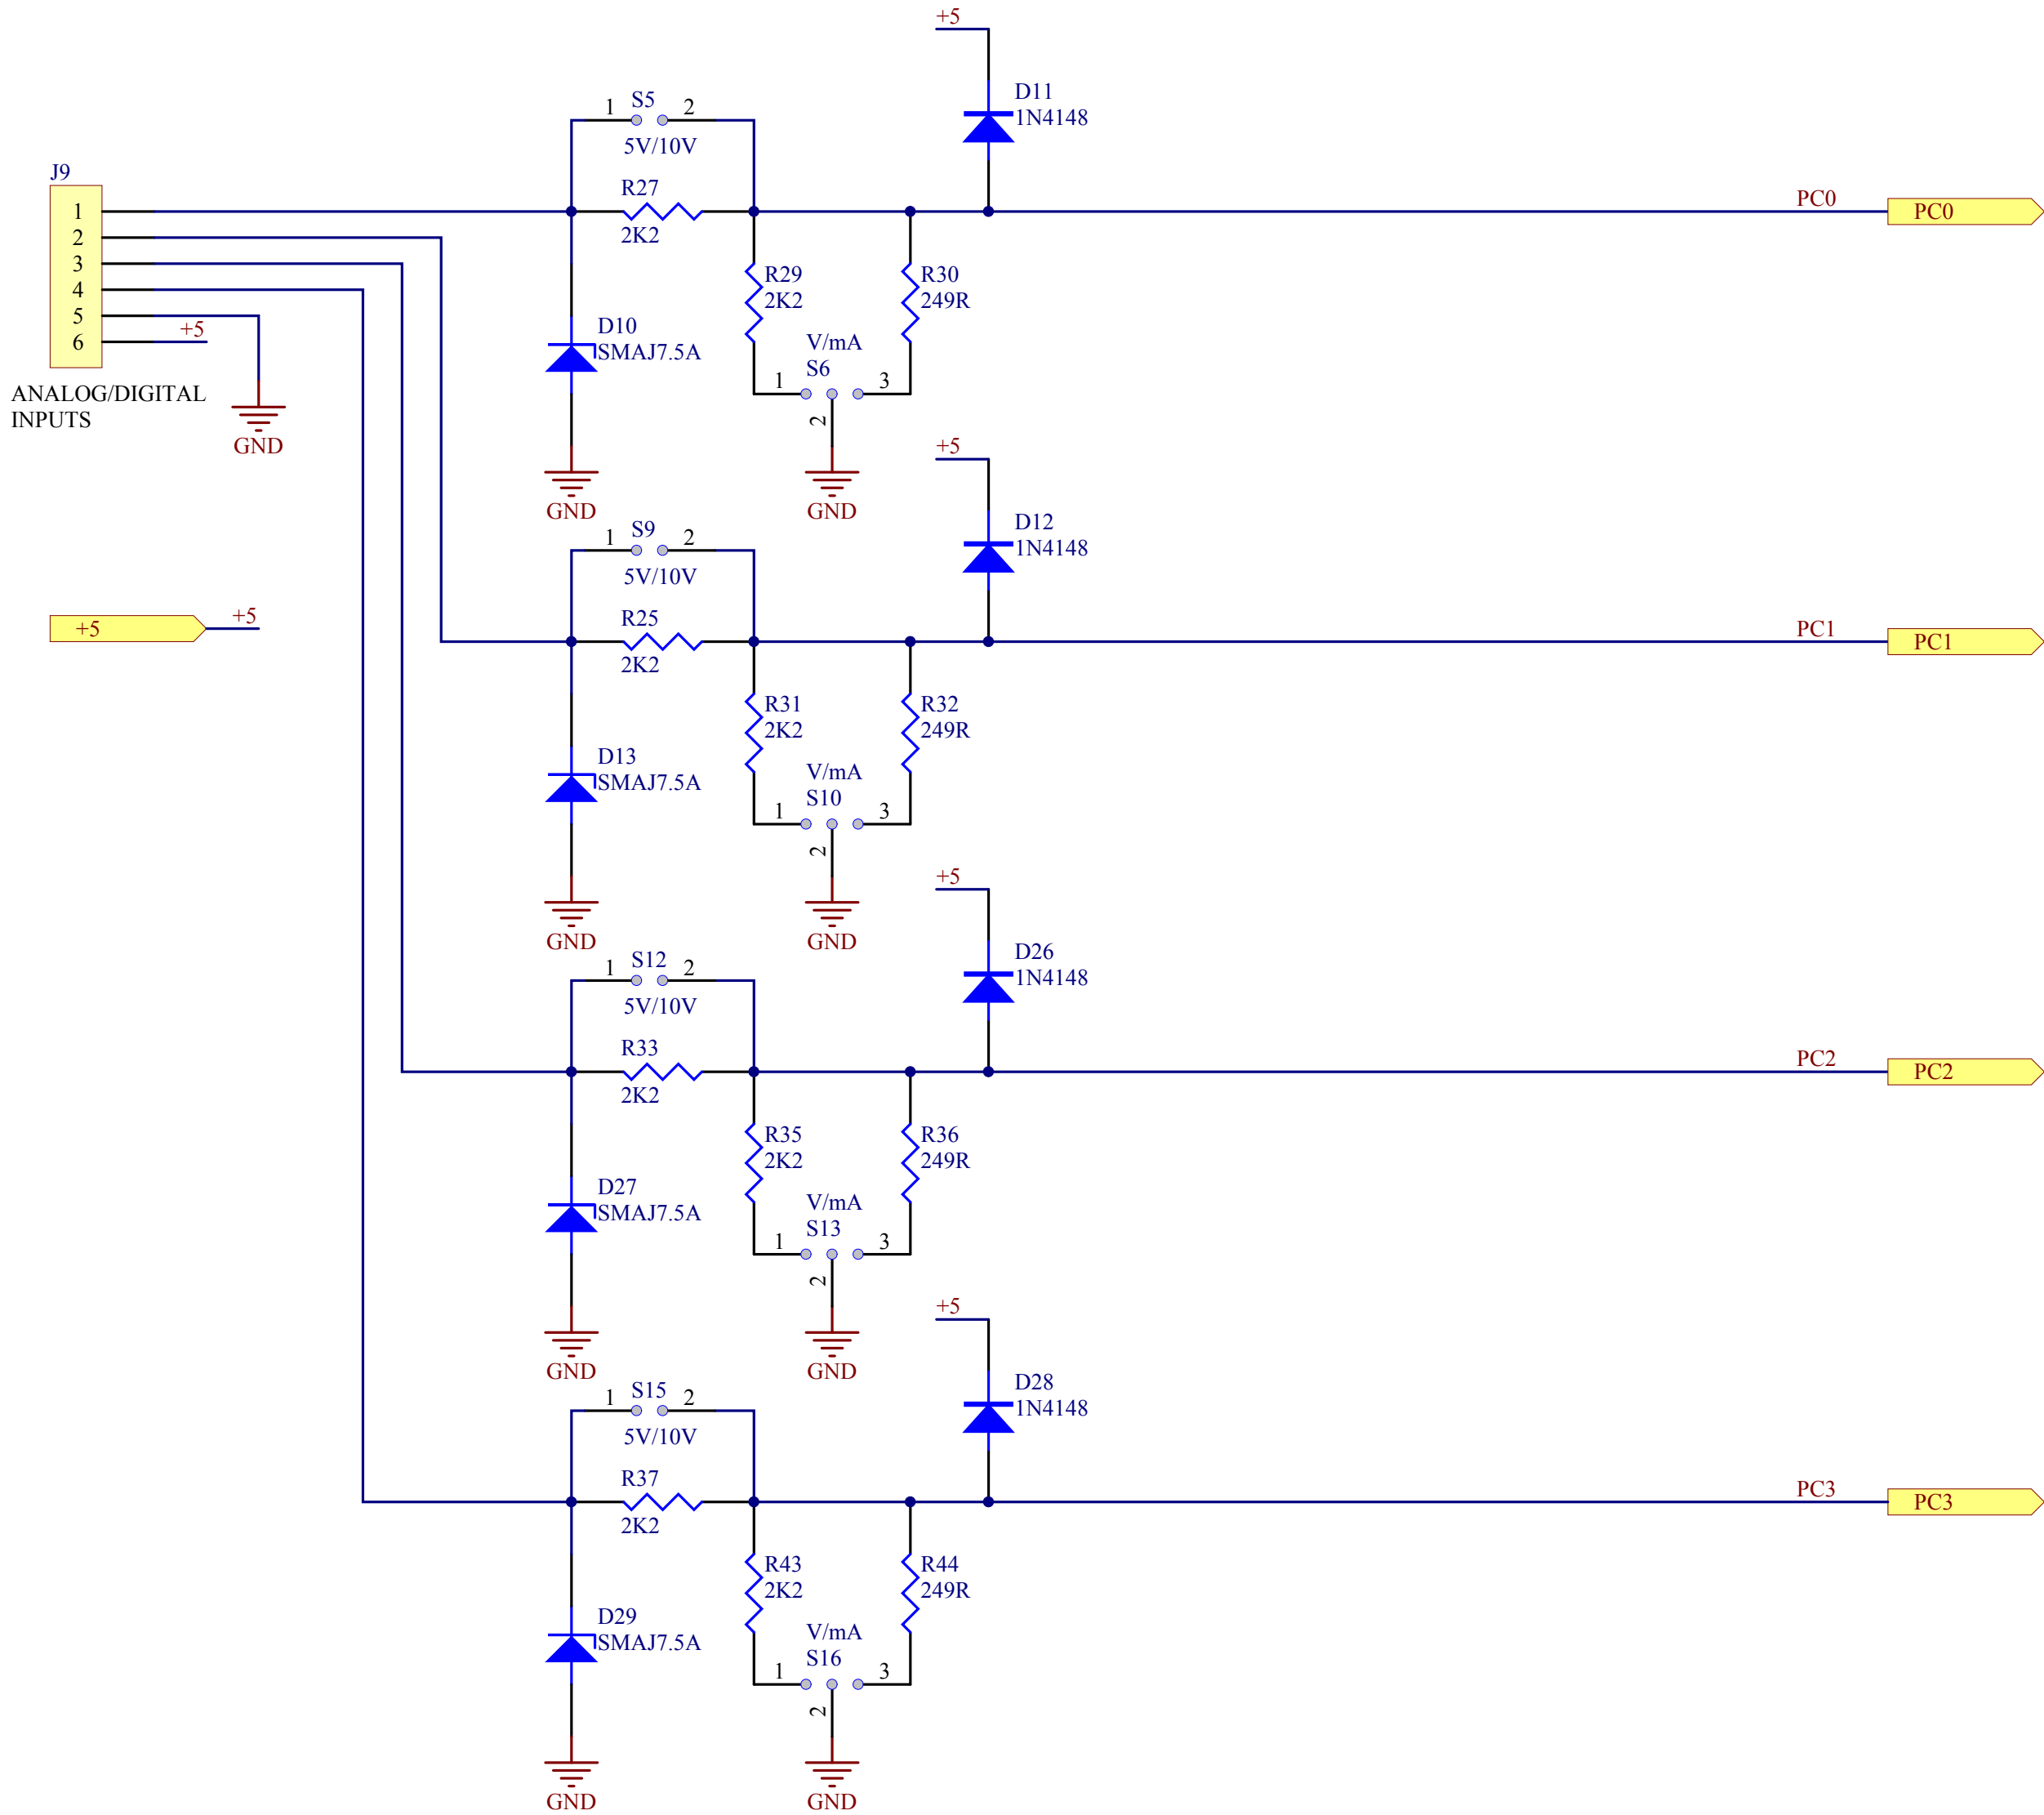 J9
1
2
3
4
5
6
+5
ANALOG/DIGITAL
INPUTS
GND
+5
+5
+5
1 S5 2
5V/10V
R27
2K2
D11
1N4148
PC0
PC0
R29
2K2
R30
249R
D10
SMAJ7.5A
V/mA
S6
1
3
2
GND
GND
+5
1 S9 2
5V/10V
R25
2K2
D12
1N4148
PC1
PC1
R31
2K2
R32
249R
D13
SMAJ7.5A
V/mA
S10
1
3
2
GND
GND
+5
1 S12 2
5V/10V
R33
2K2
D26
1N4148
PC2
PC2
R35
2K2
R36
249R
D27
SMAJ7.5A
V/mA
S13
1
3
2
GND
GND
+5
1 S15 2
5V/10V
R37
2K2
D28
1N4148
PC3
PC3
R43
2K2
R44
249R
D29
SMAJ7.5A
V/mA
S16
1
3
2
GND
GND